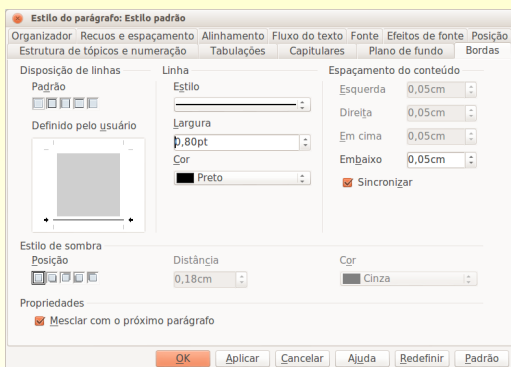 Estilo do parágrafo: Estilo padrão
Organizador Recuos e espaçamento Alinhamento Fluxo do texto Fonte Efeitos de fonte Posição
Estrutura de tópicos e numeração Tabulações Capitulares Plano de fundo Bordas
Disposição de linhas Linha Espaçamento do conteúdo
Padrão Estilo Esquerda 0,05cm
Direita 0,05cm
Definido pelo usuário Largura
0,80pt Em cima 0,05cm
Cor Embaixo 0,05cm
Preto Sincronizar
Estilo de sombra
Posição Distância Cor
0,18cm Cinza
Propriedades
Mesclar com o próximo parágrafo
OK Aplicar Cancelar Ajuda Redefinir Padrão